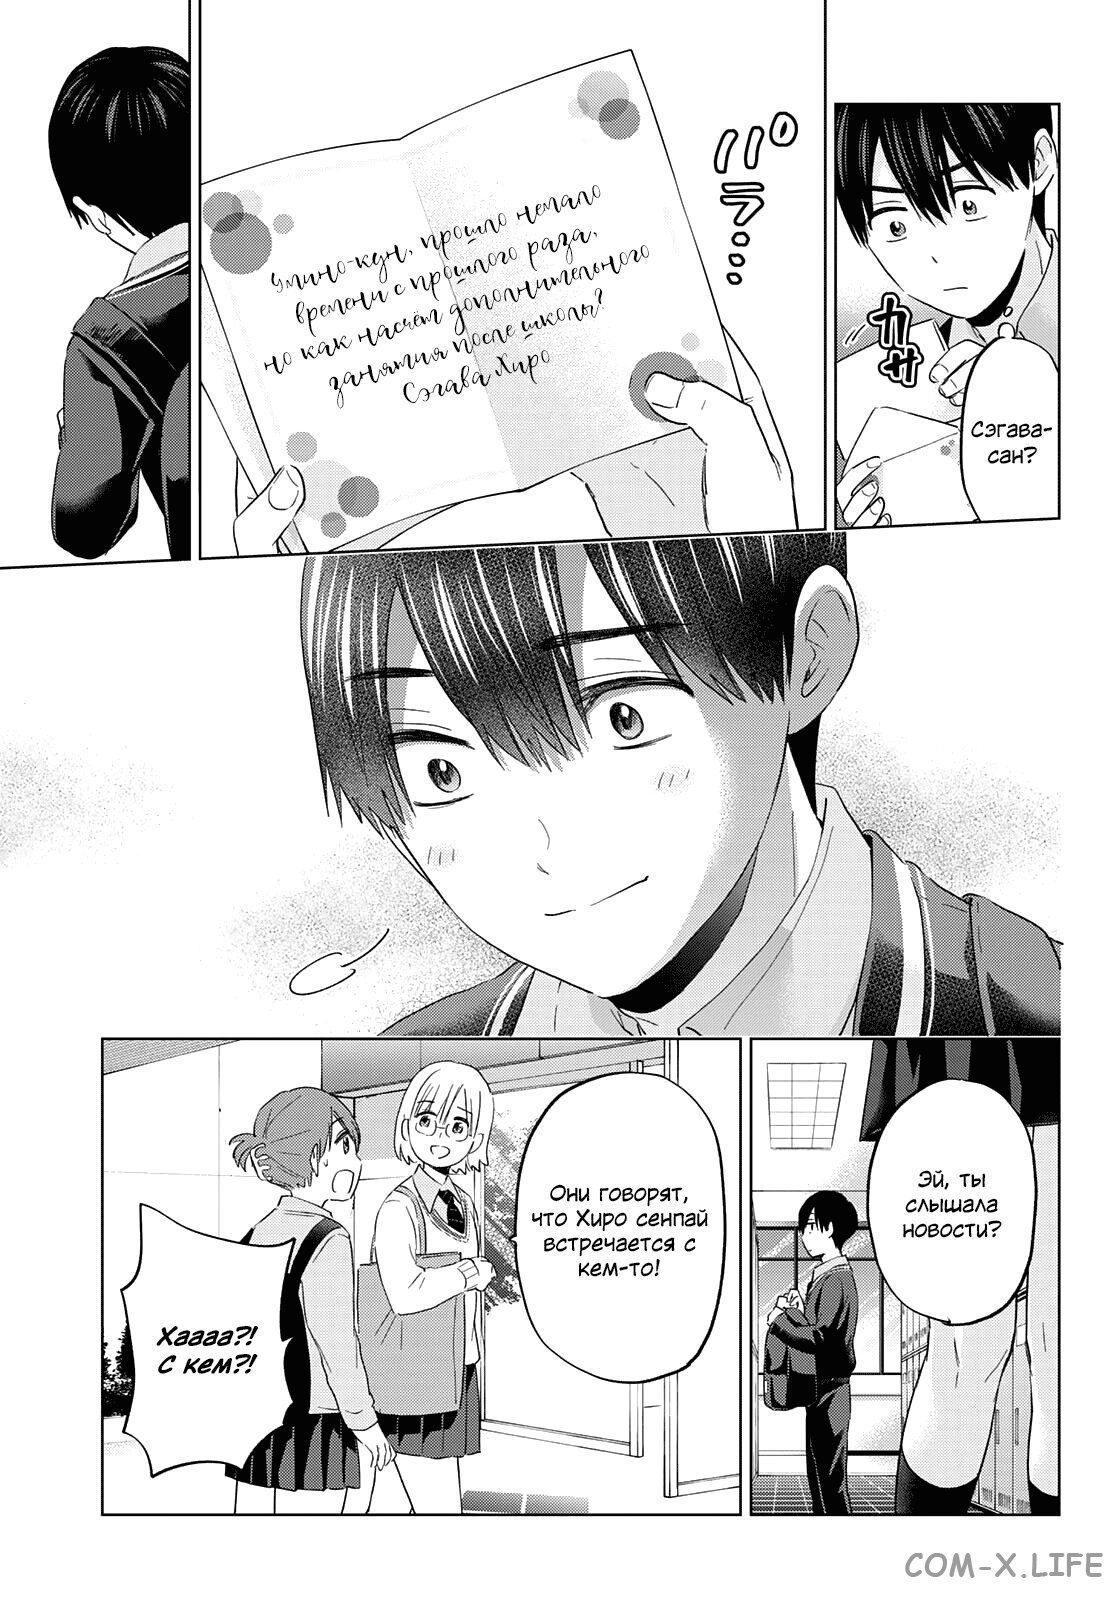 Сэгава-
сан?
カサ
パラ...
Умино-кун, прошло немало
времени с прошлого раза,
но как насчёт дополнительного
занятия после школы?
Сэгава Хиро
Эй, ты
слышала
новости?
Они говорят,
что Хиро сенпай
встречается с
кем-то!
Хаааа?!
С кем?!
COM-X.LIFE